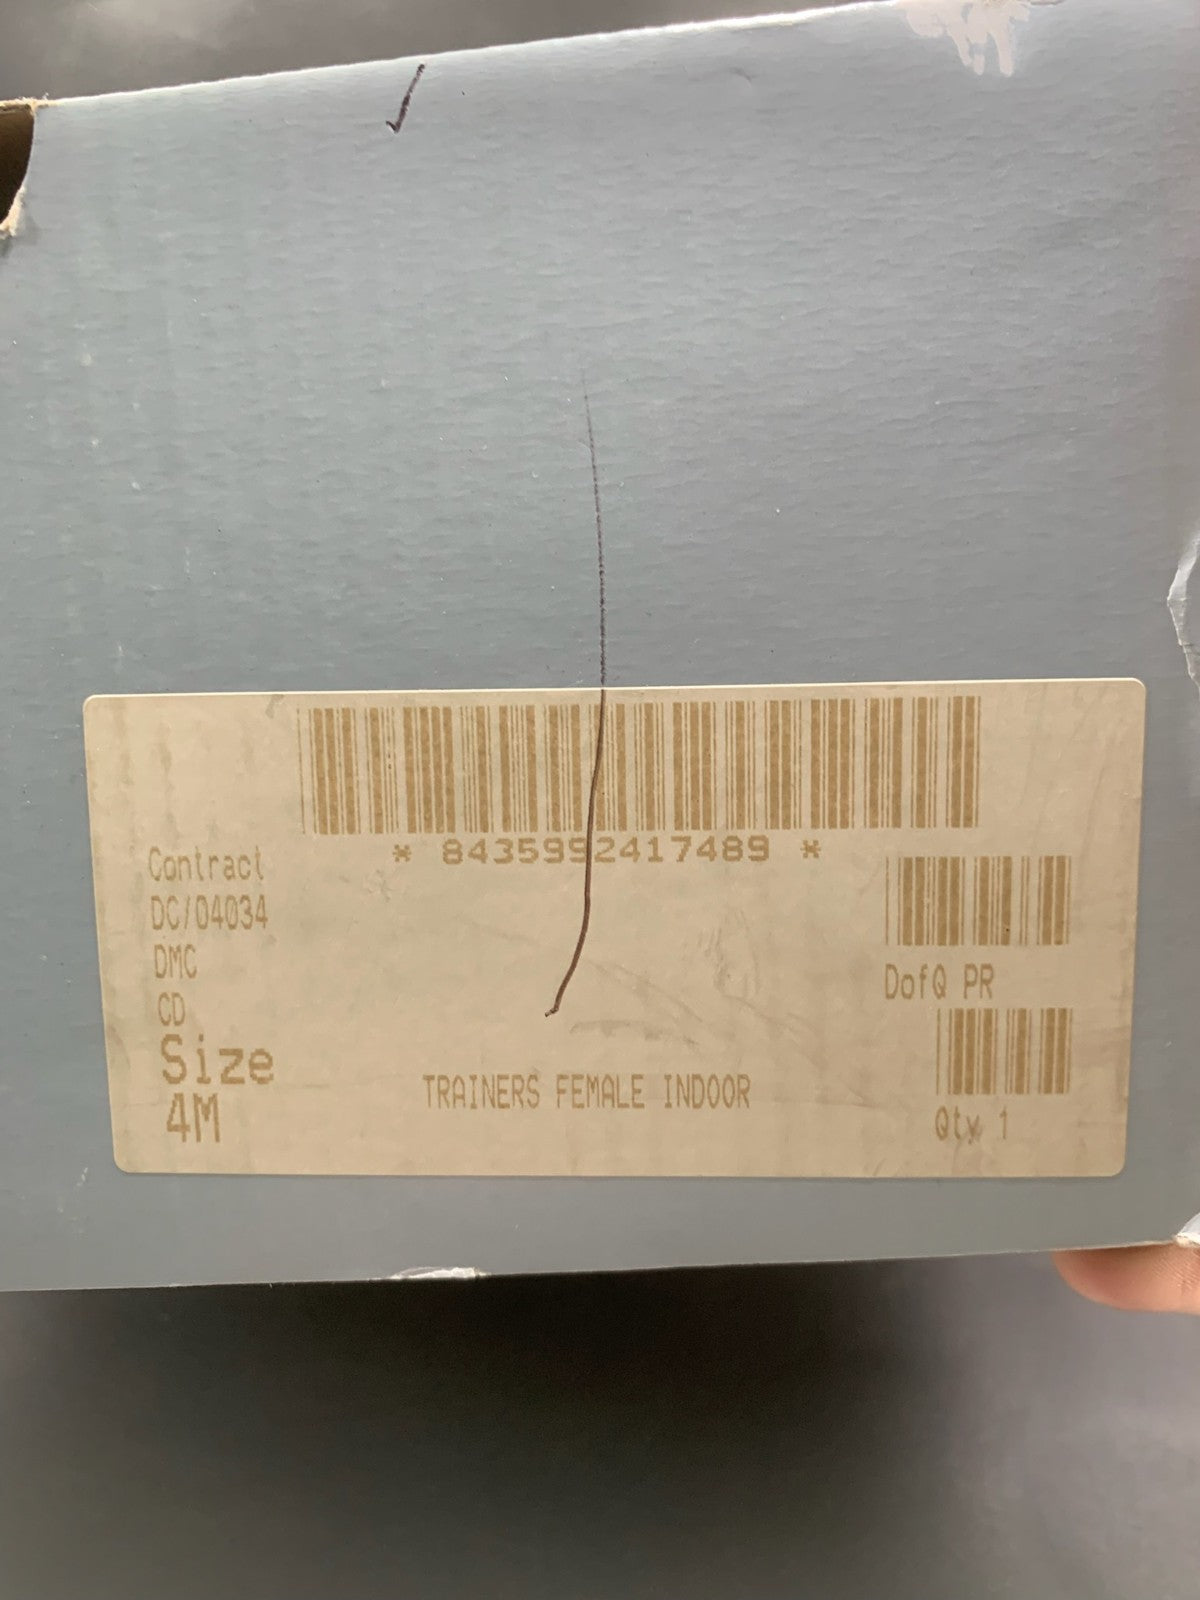 * 8435992417489 *
Contract
DC/04034
DMC
CD
Size
4M
TRAINERS FEMALE INDOOR
DofQ PR
Qty 1